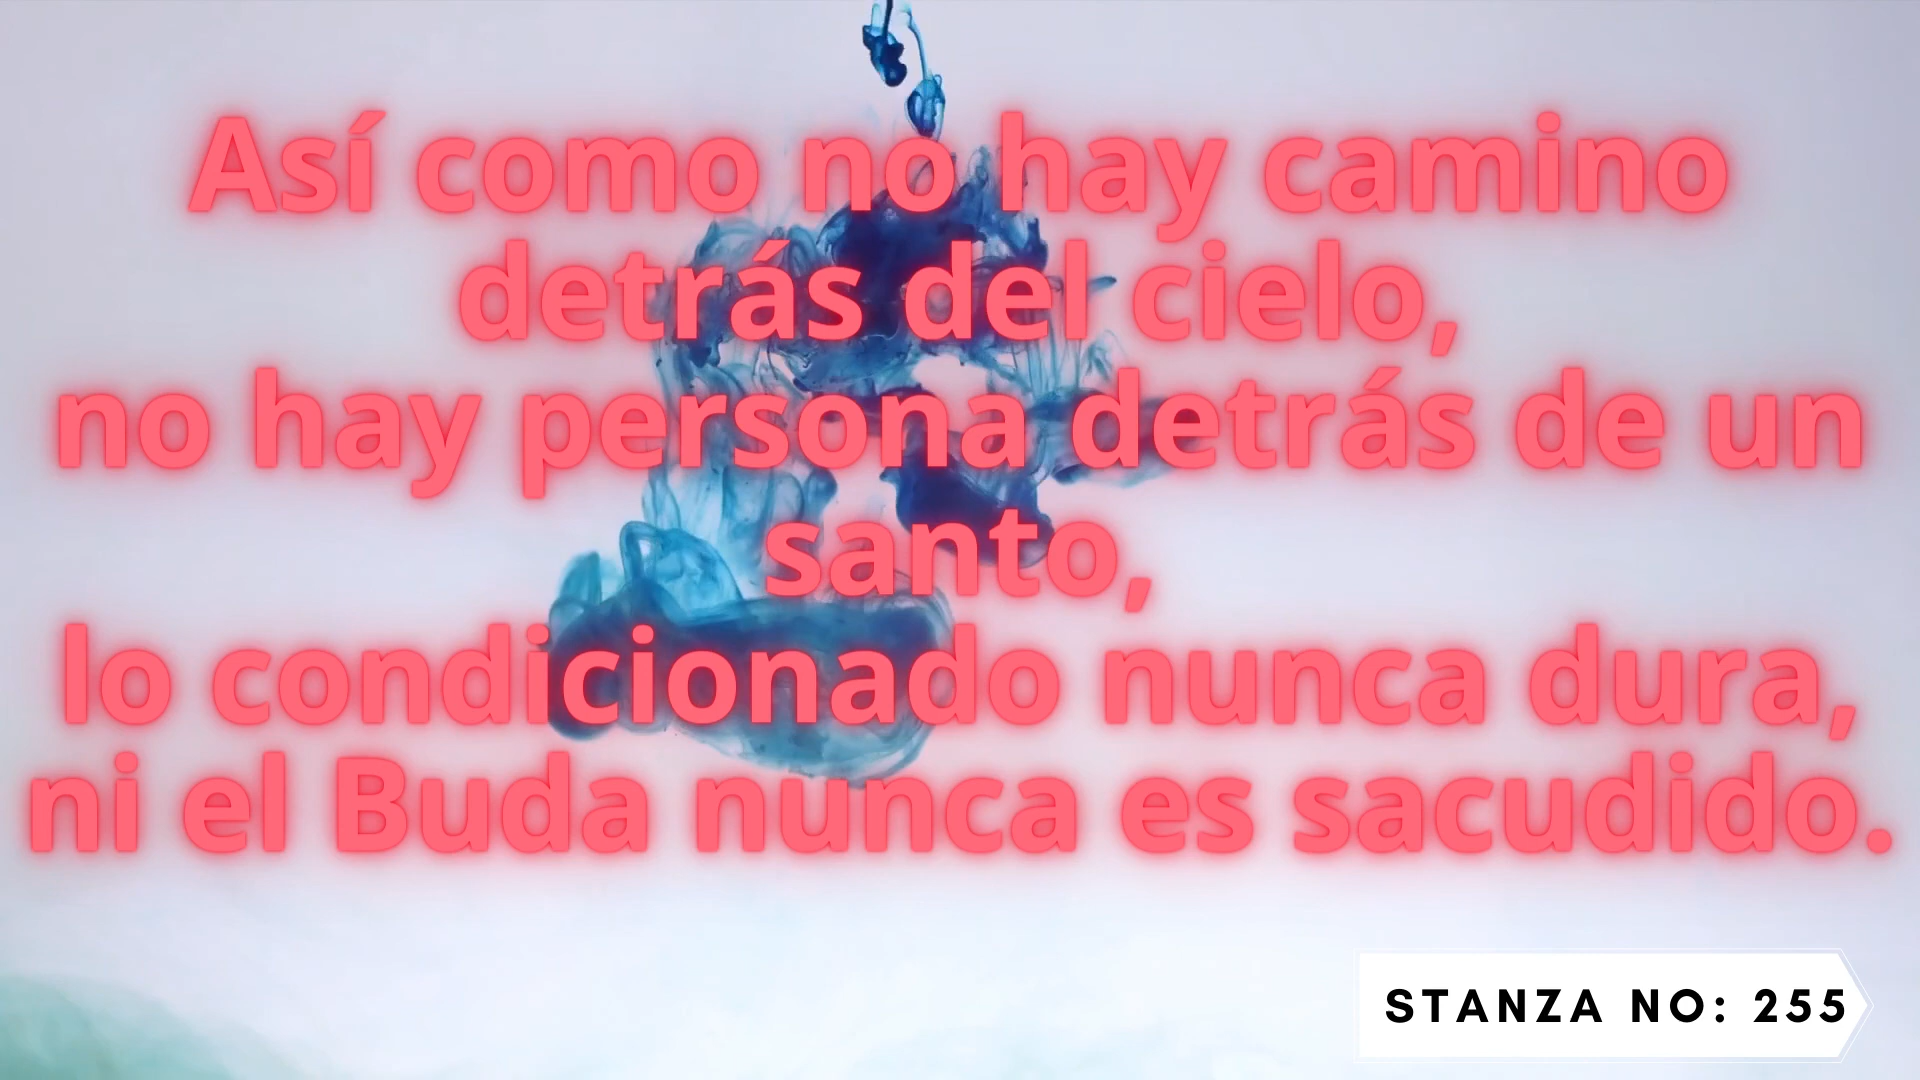 Así como no hay camino
detrás del cielo,
no hay persona detrás de un
santo,
lo condicionado nunca dura,
ni el Buda nunca es sacudido.
STANZA NO: 255